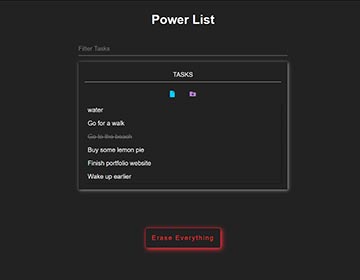 Power List
Filter Tasks
TASKS
water
Go for a walk
Go to the beach
Buy some lemon pie
Finish portfolio website
Wake up earlier
Erase Everything